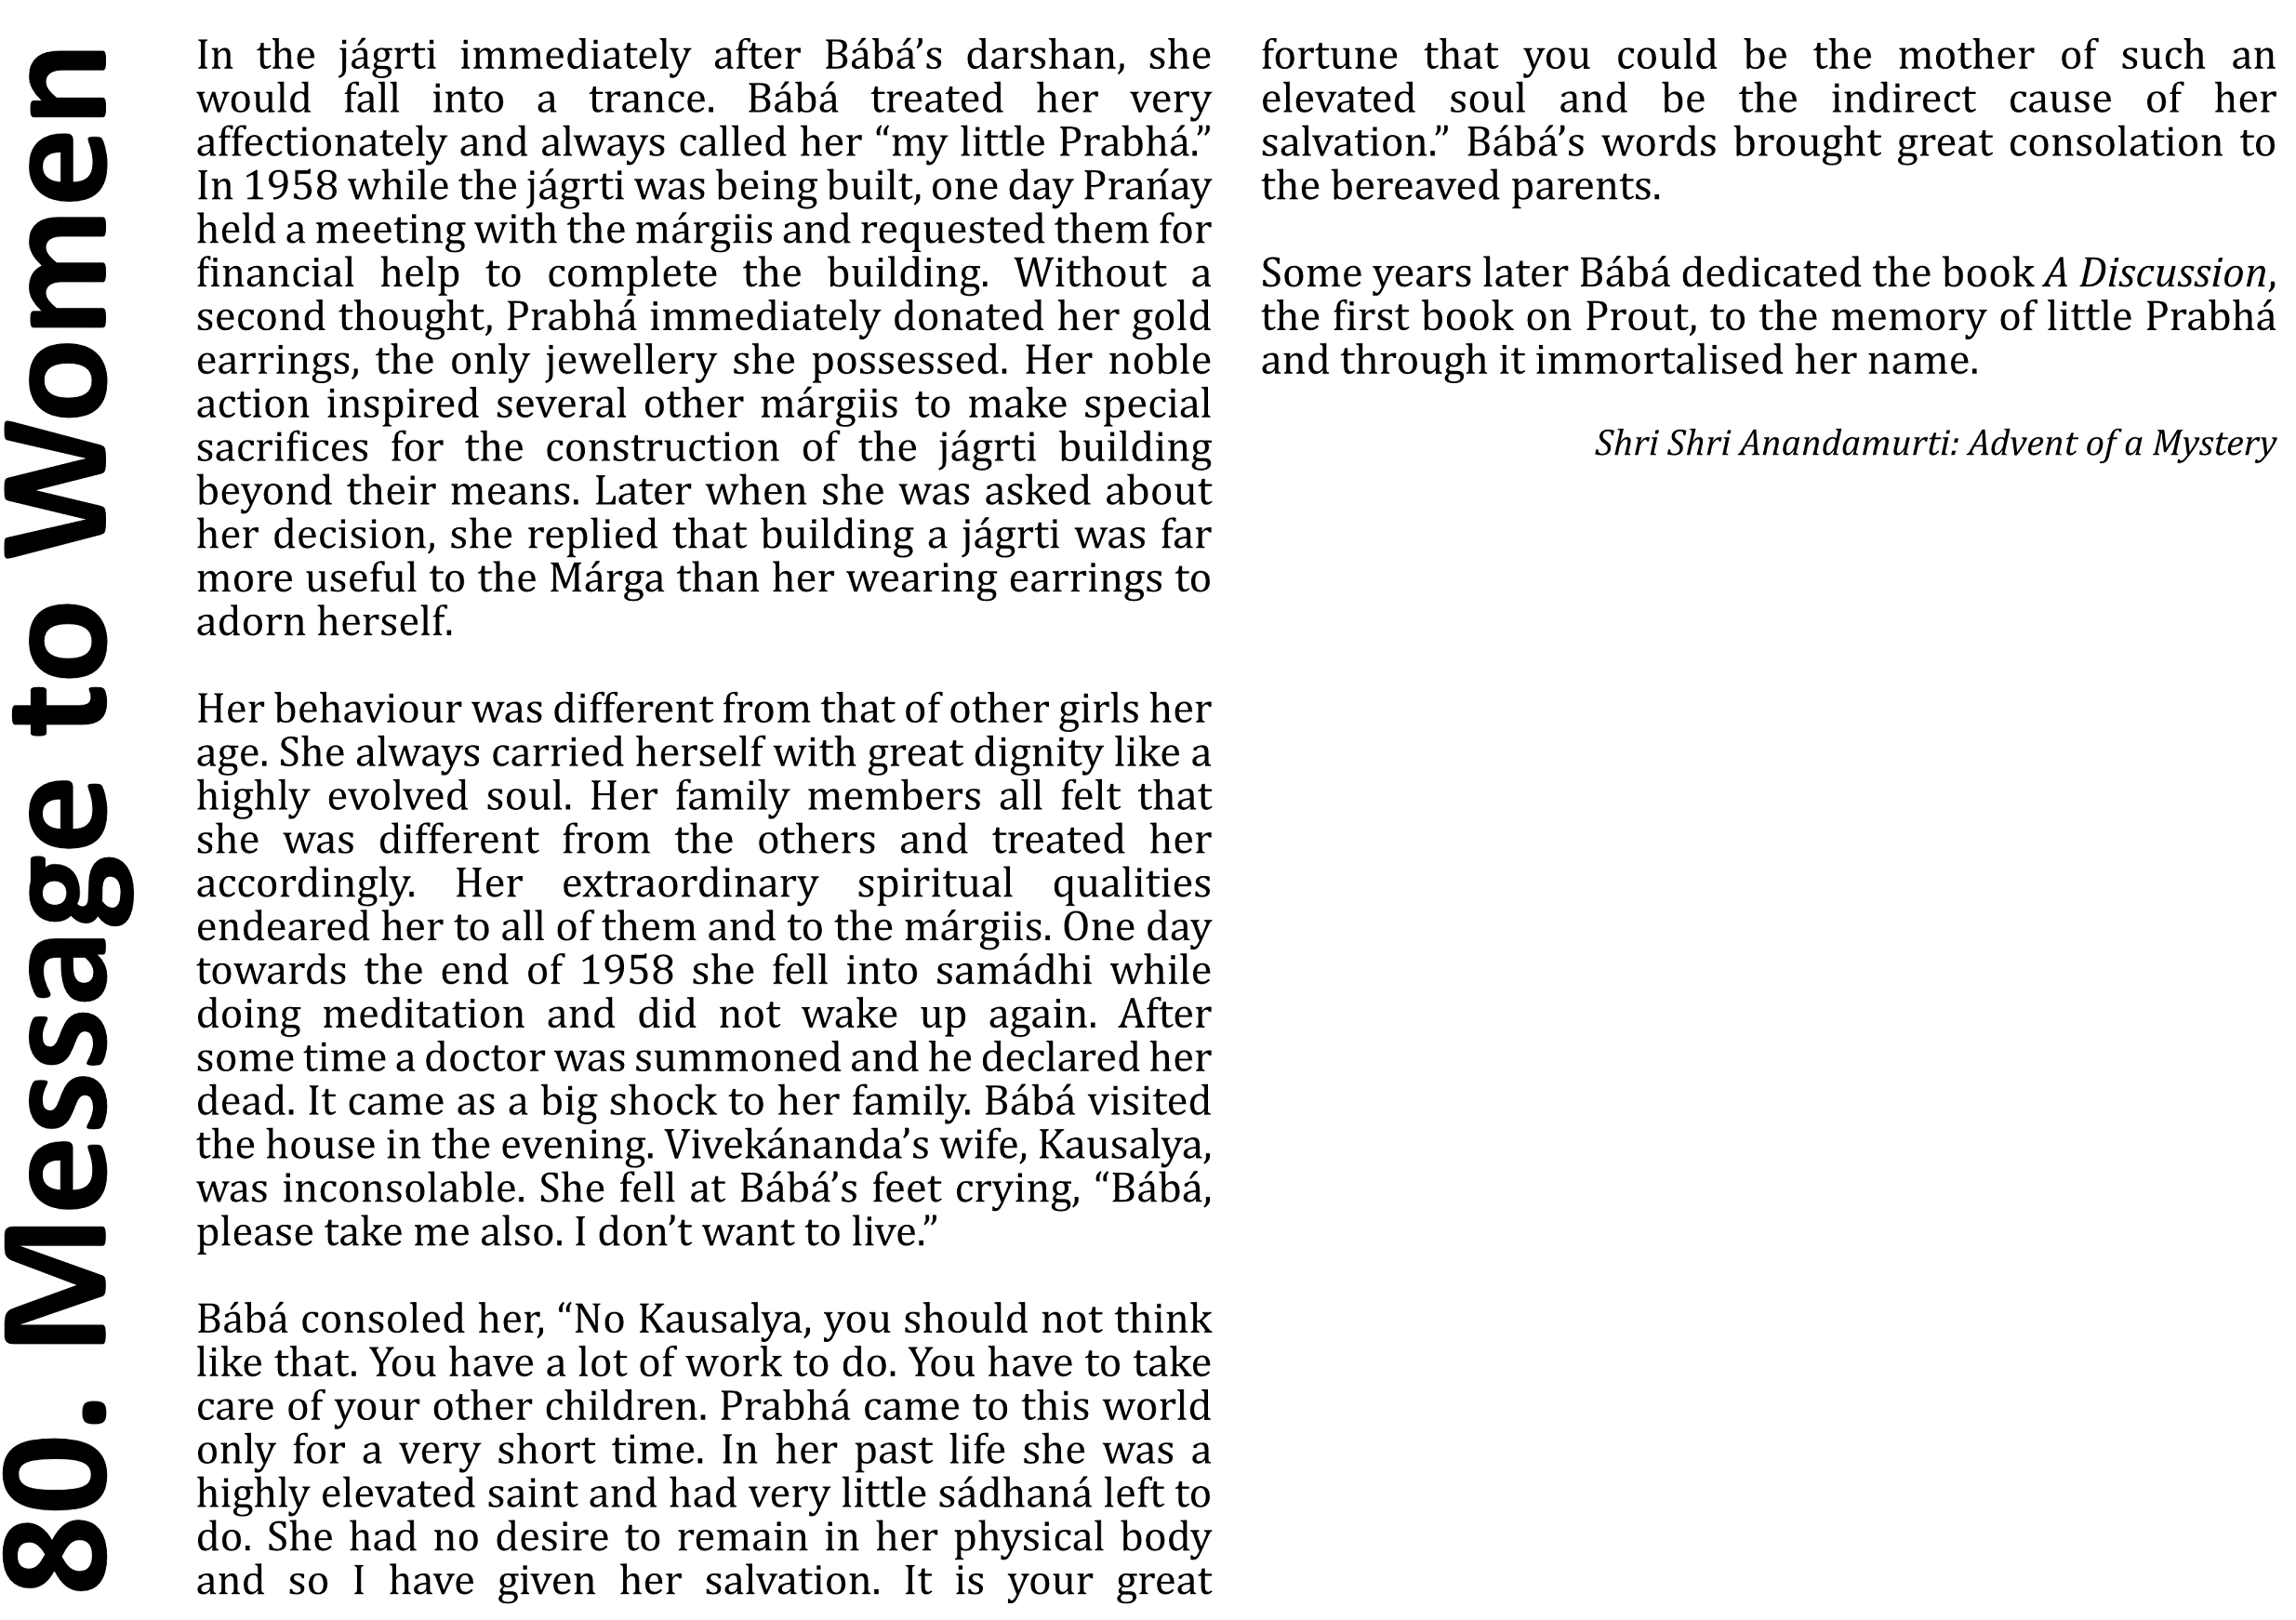 80. Message to Women
In the jágrti immediately after Bábá’s darshan, she
would fall into a trance. Bábá treated her very
affectionately and always called her “my little Prabhá.”
In 1958 while the jágrti was being built, one day Prańay
held a meeting with the márgiis and requested them for
financial help to complete the building. Without a
second thought, Prabhá immediately donated her gold
earrings, the only jewellery she possessed. Her noble
action inspired several other márgiis to make special
sacrifices for the construction of the jágrti building
beyond their means. Later when she was asked about
her decision, she replied that building a jágrti was far
more useful to the Márga than her wearing earrings to
adorn herself.
Her behaviour was different from that of other girls her
age. She always carried herself with great dignity like a
highly evolved soul. Her family members all felt that
she was different from the others and treated her
accordingly. Her extraordinary spiritual qualities
endeared her to all of them and to the márgiis. One day
towards the end of 1958 she fell into samádhi while
doing meditation and did not wake up again. After
some time a doctor was summoned and he declared her
dead. It came as a big shock to her family. Bábá visited
the house in the evening. Vivekánanda’s wife, Kausalya,
was inconsolable. She fell at Bábá’s feet crying, “Bábá,
please take me also. I don’t want to live.”
Bábá consoled her, “No Kausalya, you should not think
like that. You have a lot of work to do. You have to take
care of your other children. Prabhá came to this world
only for a very short time. In her past life she was a
highly elevated saint and had very little sádhaná left to
do. She had no desire to remain in her physical body
and so I have given her salvation. It is your great
fortune that you could be the mother of such an
elevated soul and be the indirect cause of her
salvation.” Bábá’s words brought great consolation to
the bereaved parents.
Some years later Bábá dedicated the book A Discussion,
the first book on Prout, to the memory of little Prabhá
and through it immortalised her name.
Shri Shri Anandamurti: Advent of a Mystery